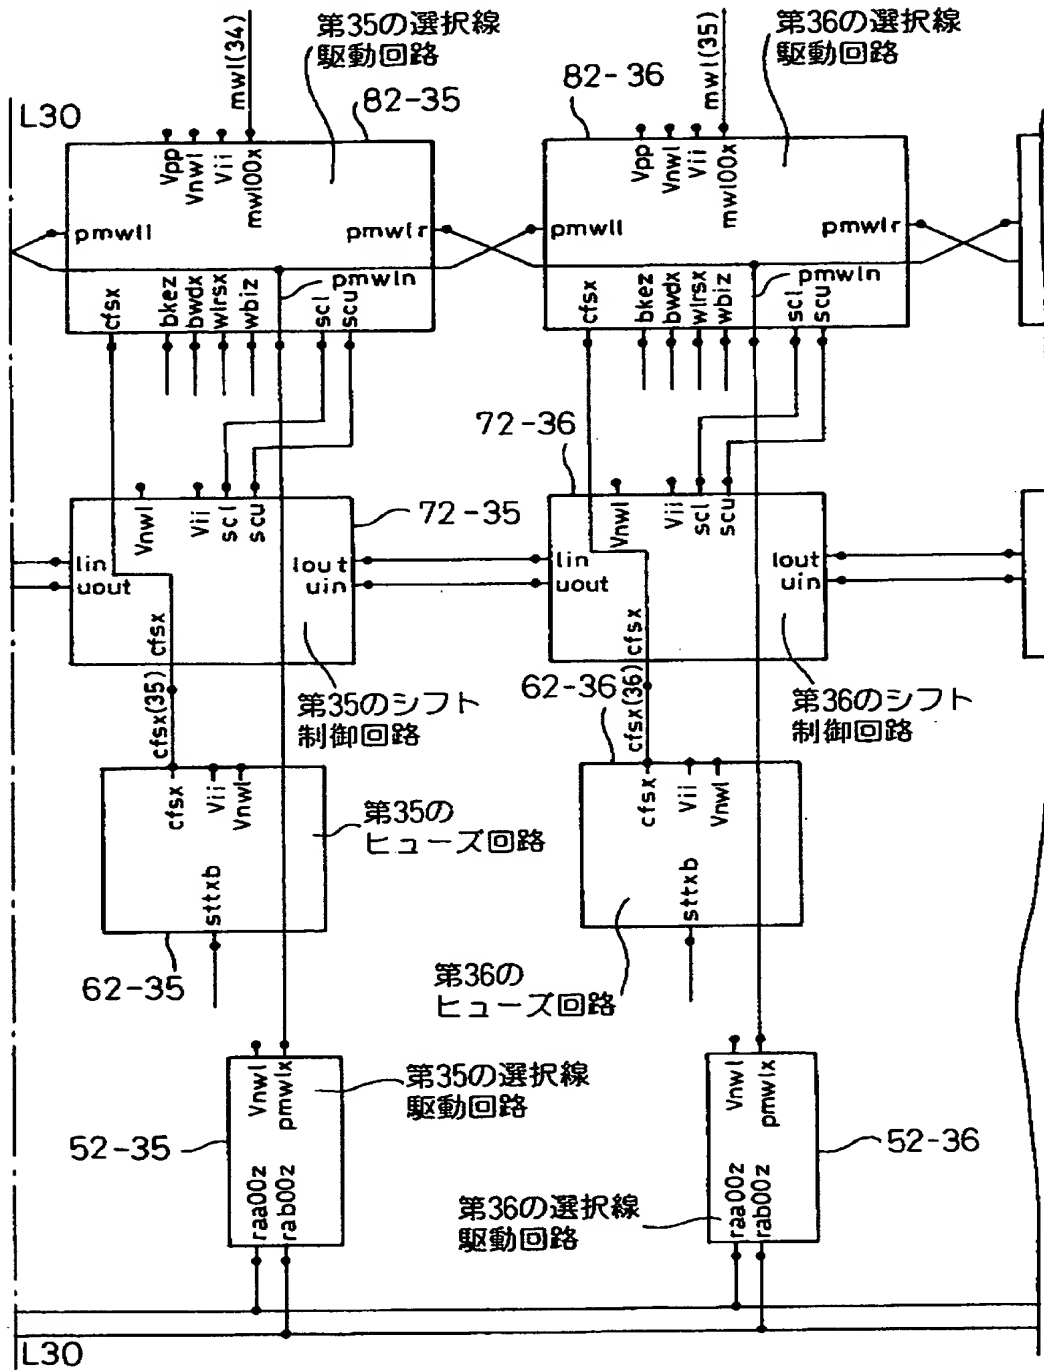 第35の選択線
駆動回路
第36の選択線
駆動回路
mwl(34)
mwl(35)
82-35
82-36
L30
Vpp
Vnwl
Vii
mwl00x
Vpp
Vnwl
Vii
mwl00x
pmwll
pmwlr
pmwll
pmwlr
pmwln
pmwln
cfsx
bkez
bwdx
wlrsx
wbiz
scl
scu
cfsx
bkez
bwdx
wlrsx
wbiz
scl
scu
72-36
72-35
Vnwl
Vii
scl
scu
Vnwl
Vii
scl
scu
lin
uout
lout
uin
lin
uout
lout
uin
cfsx
cfsx
cfsx(35)
cfsx(36)
62-36
第35のシフト
制御回路
第36のシフト
制御回路
cfsx
Vii
Vnwl
cfsx
Vii
Vnwl
第35の
ヒューズ回路
sttxb
sttxb
62-35
第36の
ヒューズ回路
Vnwl
pmwlx
Vnwl
pmwlx
第35の選択線
駆動回路
52-35
52-36
raa00z
rab00z
第36の選択線
駆動回路
raa00z
rab00z
L30